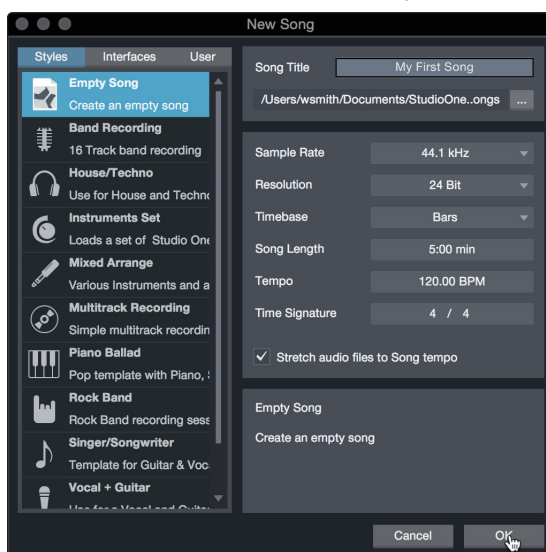 New Song
Styles Interfaces User
Empty Song
Create an empty song
Band Recording
16 Track band recording
House/Techno
Use for House and Techno
Instruments Set
Loads a set of Studio One
Mixed Arrange
Various Instruments and a
Multitrack Recording
Simple multitrack recordin
Piano Ballad
Pop template with Piano,
Rock Band
Rock Band recording sess
Singer/Songwriter
Template for Guitar & Voc
Vocal + Guitar
Song Title My First Song
/Users/wsmith/Documents/StudioOne..ongs ...
Sample Rate 44.1 kHz
Resolution 24 Bit
Timebase Bars
Song Length 5:00 min
Tempo 120.00 BPM
Time Signature 4 / 4
Stretch audio files to Song tempo
Empty Song
Create an empty song
Cancel OK